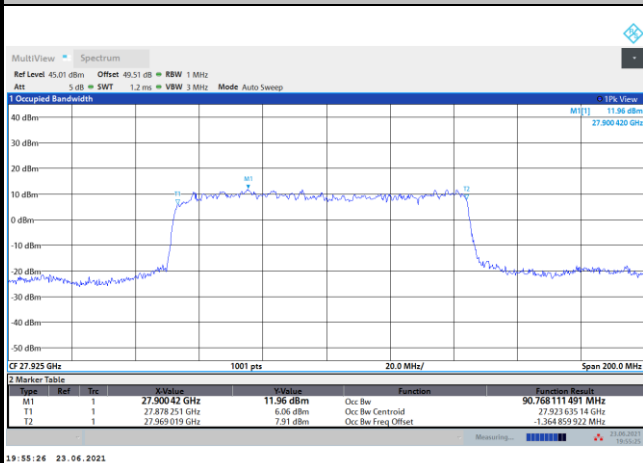 MultiView Spectrum
Ref Level 45.01 dBm Offset 49.51 dB RBW 1 MHz
Att 5 dB SWT 1.2 ms VBW 3 MHz Mode Auto Sweep
1 Occupied Bandwidth 1Pk View
M1[1] 11.96 dBm
27.900 420 GHz
40 dBm
30 dBm
20 dBm
M1
T1 T2
10 dBm
0 dBm
-10 dBm
-20 dBm
-30 dBm
-40 dBm
-50 dBm
CF 27.925 GHz 1001 pts 20.0 MHz/ Span 200.0 MHz
2 Marker Table
Type Ref Trc X-Value Y-Value Function Function Result
M1 1 27.900 42 GHz 11.96 dBm Occ Bw 90.768 111 491 MHz
T1 1 27.878 251 GHz 6.06 dBm Occ Bw Centroid 27.923 635 14 GHz
T2 1 27.969 019 GHz 7.91 dBm Occ Bw Freq Offset -1.364 859 922 MHz
Measuring... 23.06.2021
19:55:25
19:55:26 23.06.2021